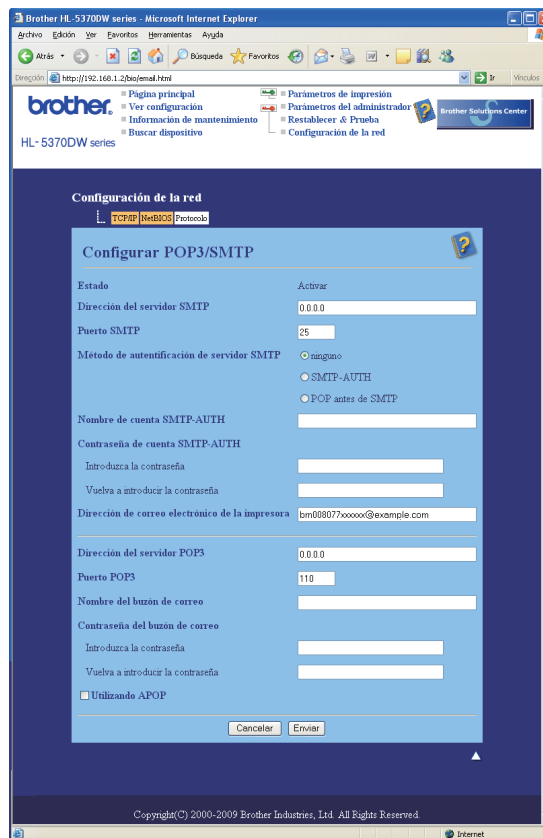 Brother HL-5370DW series - Microsoft Internet Explorer
Archivo Edición Ver Favoritos Herramientas Ayuda
Atrás Búsqueda Favoritos
Dirección http://192.168.1.2/bio/email.html Ir Vínculos
brother.
HL-5370DW series
Página principal
Ver configuración
Información de mantenimiento
Buscar dispositivo
Parámetros de impresión
Parámetros del administrador
Restablecer & Prueba
Configuración de la red
Brother Solutions Center
Configuración de la red
TCP/IP NetBIOS Protocolo
Configurar POP3/SMTP
Estado Activar
Dirección del servidor SMTP 0.0.0.0
Puerto SMTP 25
Método de autentificación de servidor SMTP ninguno
SMTP-AUTH
POP antes de SMTP
Nombre de cuenta SMTP-AUTH
Contraseña de cuenta SMTP-AUTH
Introduzca la contraseña
Vuelva a introducir la contraseña
Dirección de correo electrónico de la impresora brn008077xxxxxx@example.com
Dirección del servidor POP3 0.0.0.0
Puerto POP3 110
Nombre del buzón de correo
Contraseña del buzón de correo
Introduzca la contraseña
Vuelva a introducir la contraseña
Utilizando APOP
Cancelar Enviar
Copyright(C) 2000-2009 Brother Industries, Ltd. All Rights Reserved.
Internet